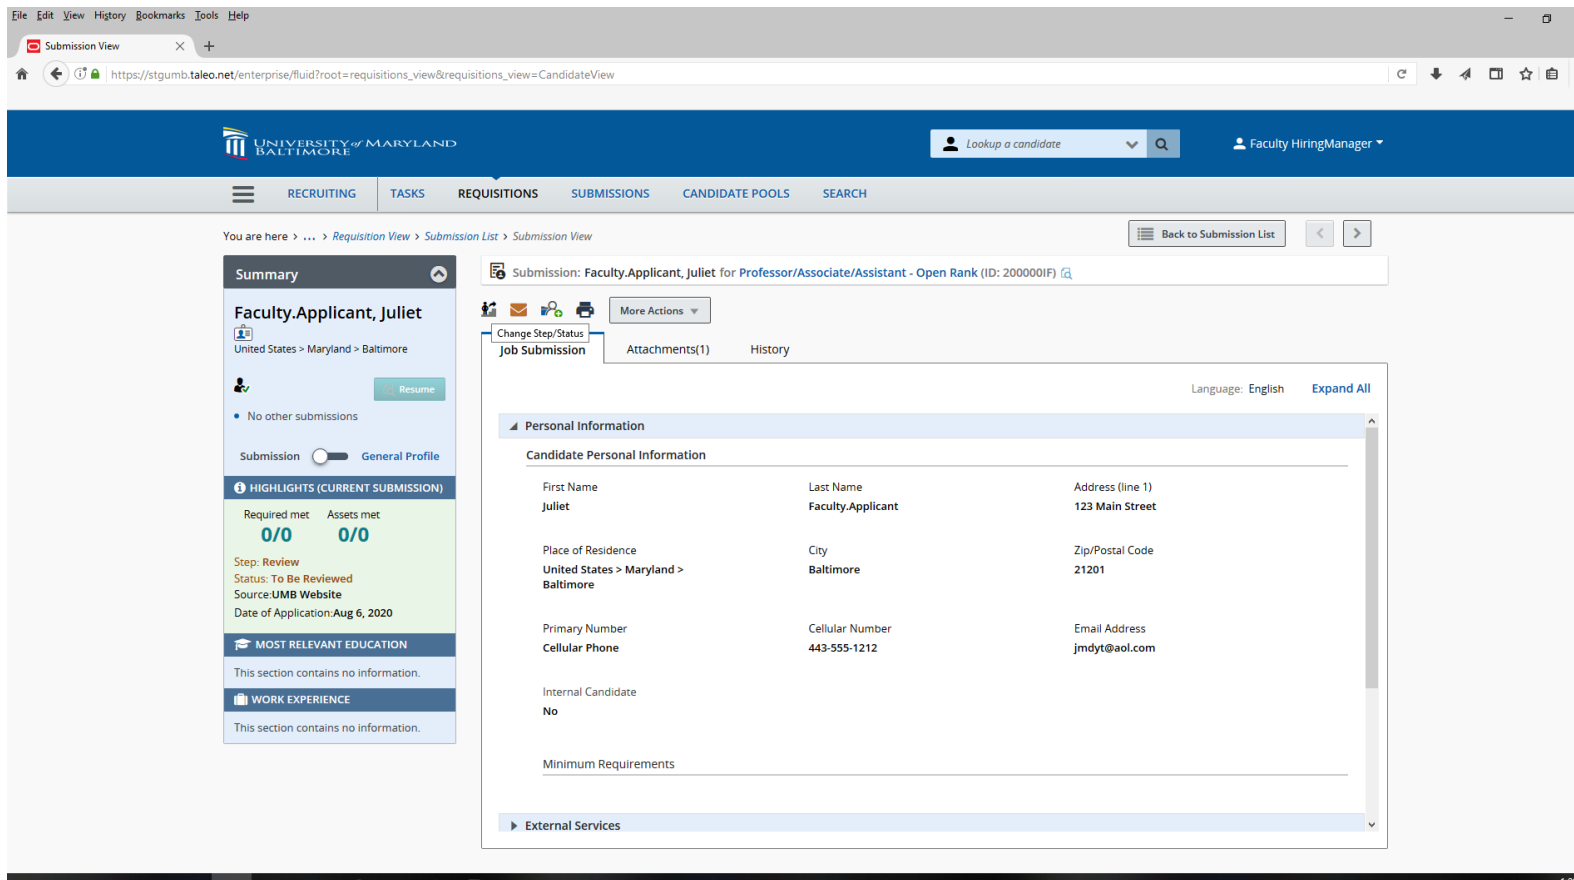 File Edit View History Bookmarks Tools Help
Submission View
https://stgumb.taleo.net/enterprise/fluid?root=requisitions_view&requisitions_view=CandidateView
UNIVERSITY of MARYLAND
BALTIMORE
Lookup a candidate
Faculty HiringManager
RECRUITING TASKS REQUISITIONS SUBMISSIONS CANDIDATE POOLS SEARCH
You are here > ... > Requisition View > Submission List > Submission View
Back to Submission List
Summary
Faculty.Applicant, Juliet
United States > Maryland > Baltimore
Resume
No other submissions
Submission General Profile
HIGHLIGHTS (CURRENT SUBMISSION)
Required met Assets met
0/0 0/0
Step: Review
Status: To Be Reviewed
Source:UMB Website
Date of Application:Aug 6, 2020
MOST RELEVANT EDUCATION
This section contains no information.
WORK EXPERIENCE
This section contains no information.
Submission: Faculty.Applicant, Juliet for Professor/Associate/Assistant - Open Rank (ID: 200000IF)
More Actions
Change Step/Status
Job Submission Attachments(1) History
Language: English Expand All
Personal Information
Candidate Personal Information
First Name Last Name Address (line 1)
Juliet Faculty.Applicant 123 Main Street
Place of Residence City Zip/Postal Code
United States > Maryland > Baltimore 21201
Baltimore
Primary Number Cellular Number Email Address
Cellular Phone 443-555-1212 jmdyt@aol.com
Internal Candidate
No
Minimum Requirements
External Services